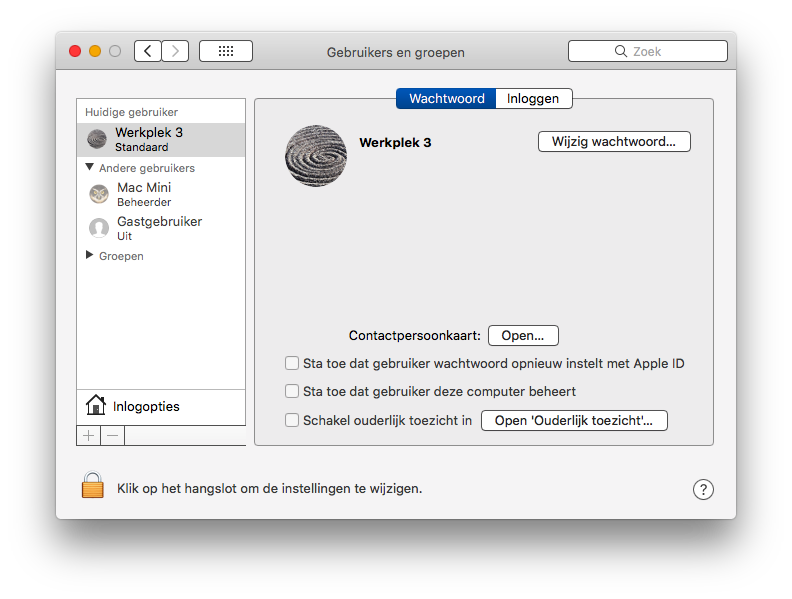 Gebruikers en groepen
Zoek
Huidige gebruiker
Werkplek 3
Standaard
Andere gebruikers
Mac Mini
Beheerder
Gastgebruiker
Uit
Groepen
Inlogopties
Wachtwoord Inloggen
Werkplek 3
Wijzig wachtwoord...
Contactpersoonkaart: Open...
Sta toe dat gebruiker wachtwoord opnieuw instelt met Apple ID
Sta toe dat gebruiker deze computer beheert
Schakel ouderlijk toezicht in Open 'Ouderlijk toezicht'...
Klik op het hangslot om de instellingen te wijzigen.
?